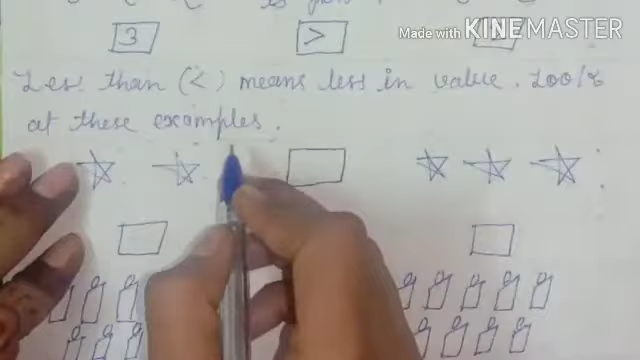 Made with KINEMASTER
3 >
Less than (<) means less in value. Look
at these examples.